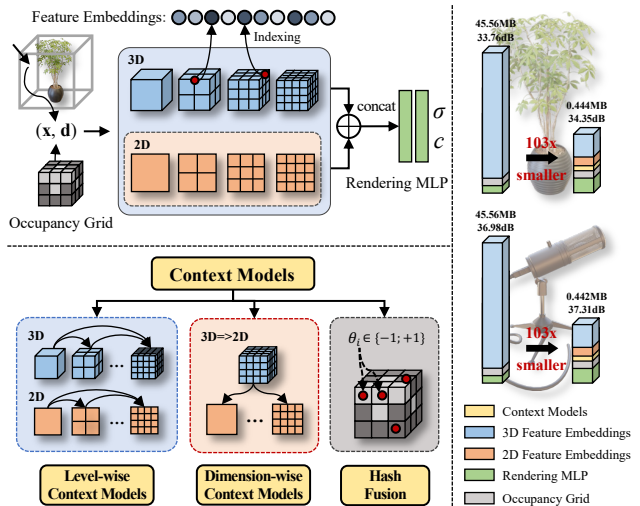 Feature Embeddings:
Indexing
3D
(x, d)
2D
concat
σ
c
Rendering MLP
Occupancy Grid
Context Models
3D
...
2D
...
Level-wise
Context Models
3D=>2D
...
Dimension-wise
Context Models
θᵢ ∈ {-1; +1}
Hash
Fusion
45.56MB
33.76dB
0.444MB
34.35dB
103x
smaller
45.56MB
36.98dB
0.442MB
37.31dB
103x
smaller
Context Models
3D Feature Embeddings
2D Feature Embeddings
Rendering MLP
Occupancy Grid